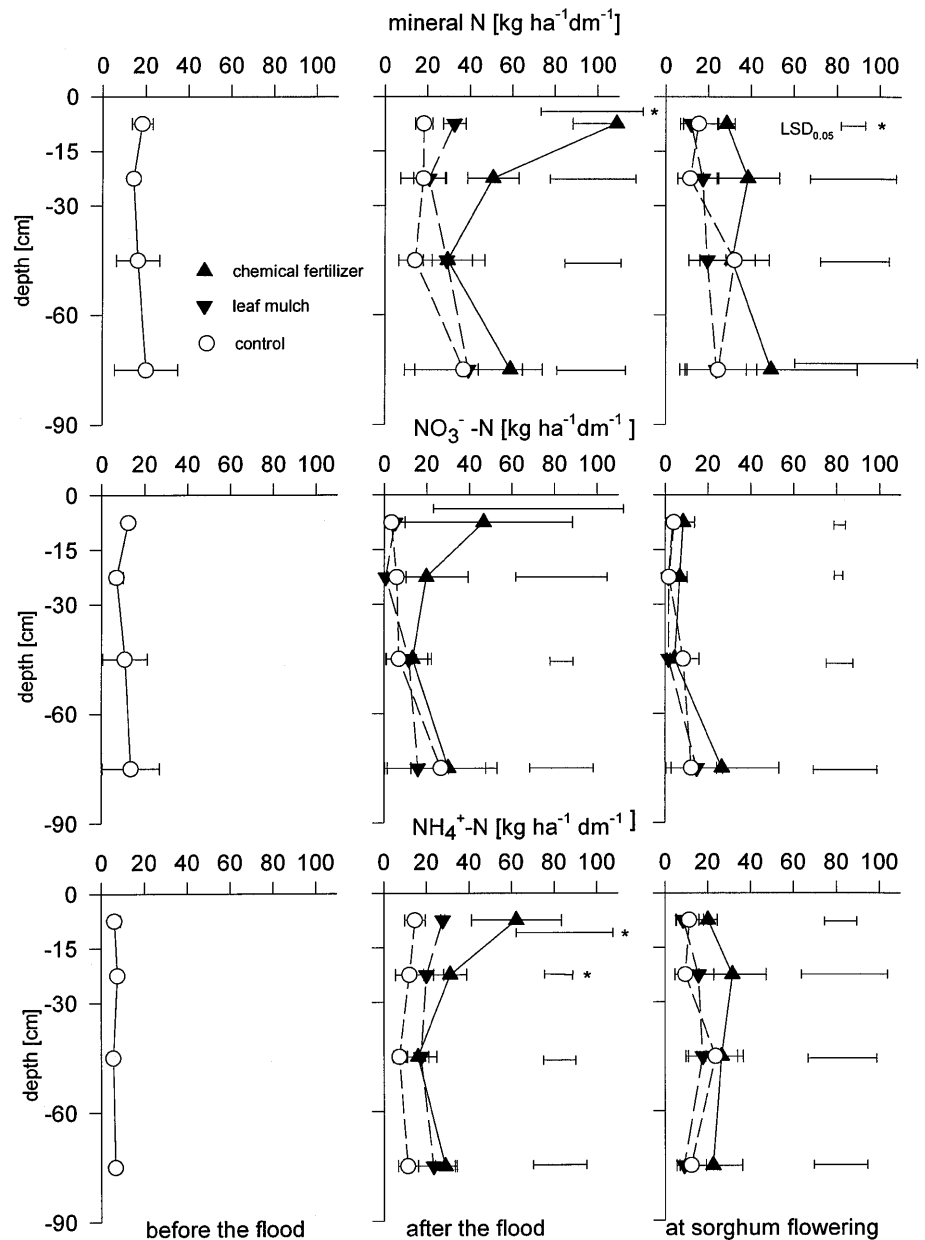 mineral N [kg ha⁻¹dm⁻¹]
0 20 40 60 80 100 0 20 40 60 80 100 0 20 40 60 80 100
0
-15
-30
-60
-90
depth [cm]
*
LSD₀.₀₅ *
chemical fertilizer
leaf mulch
control
NO₃⁻ -N [kg ha⁻¹dm⁻¹ ]
0 20 40 60 80 100 0 20 40 60 80 100 0 20 40 60 80 100
0
-15
-30
-60
-90
depth [cm]
NH₄⁺-N [kg ha⁻¹ dm⁻¹ ]
0 20 40 60 80 100 0 20 40 60 80 100 0 20 40 60 80 100
0
-15
-30
-60
-90
depth [cm]
*
*
before the flood after the flood at sorghum flowering